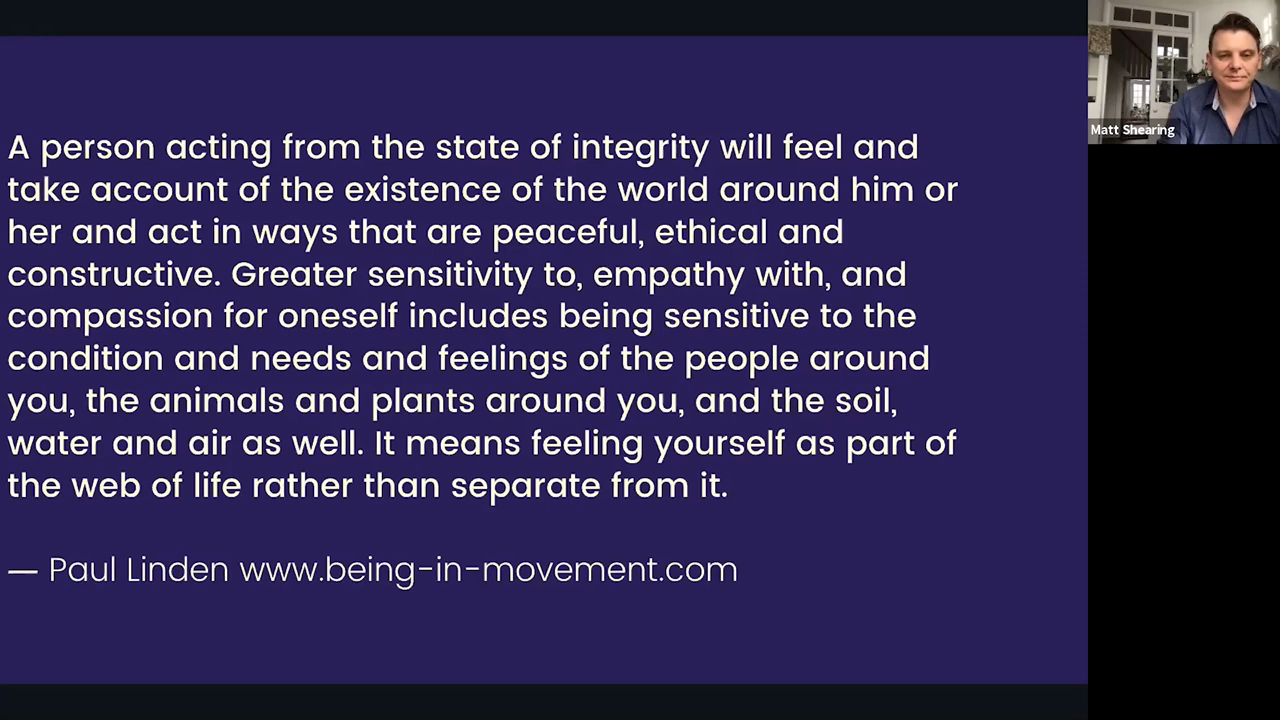 A person acting from the state of integrity will feel and
take account of the existence of the world around him or
her and act in ways that are peaceful, ethical and
constructive. Greater sensitivity to, empathy with, and
compassion for oneself includes being sensitive to the
condition and needs and feelings of the people around
you, the animals and plants around you, and the soil,
water and air as well. It means feeling yourself as part of
the web of life rather than separate from it.
— Paul Linden www.being-in-movement.com
Matt Shearing